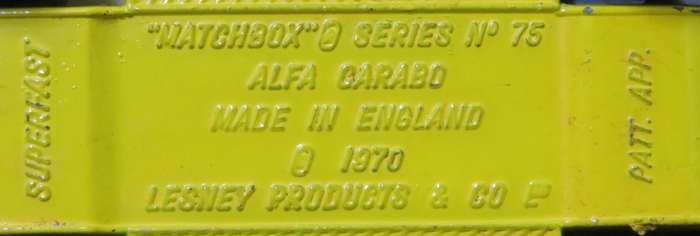 SUPERFAST
"MATCHBOX" ® SERIES Nº 75
ALFA CARABO
MADE IN ENGLAND
© 1970
LESNEY PRODUCTS & CO Lᴰ
PATT. APP.